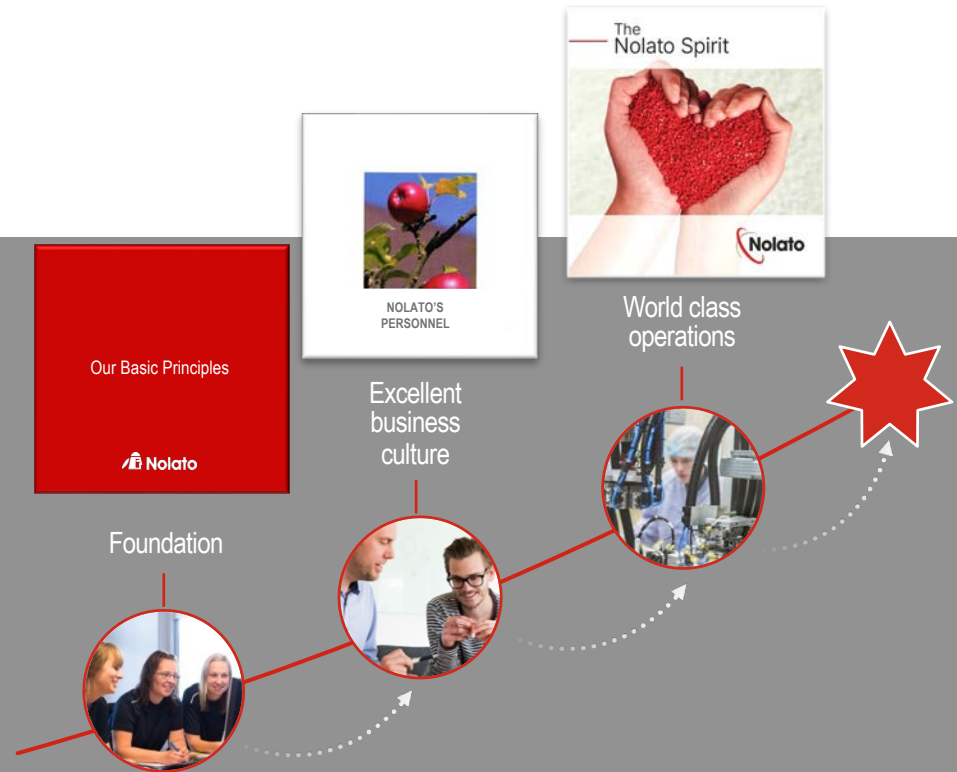 The
Nolato Spirit
Nolato
NOLATO'S
PERSONNEL
World class
operations
Our Basic Principles
Nolato
Excellent
business
culture
Foundation